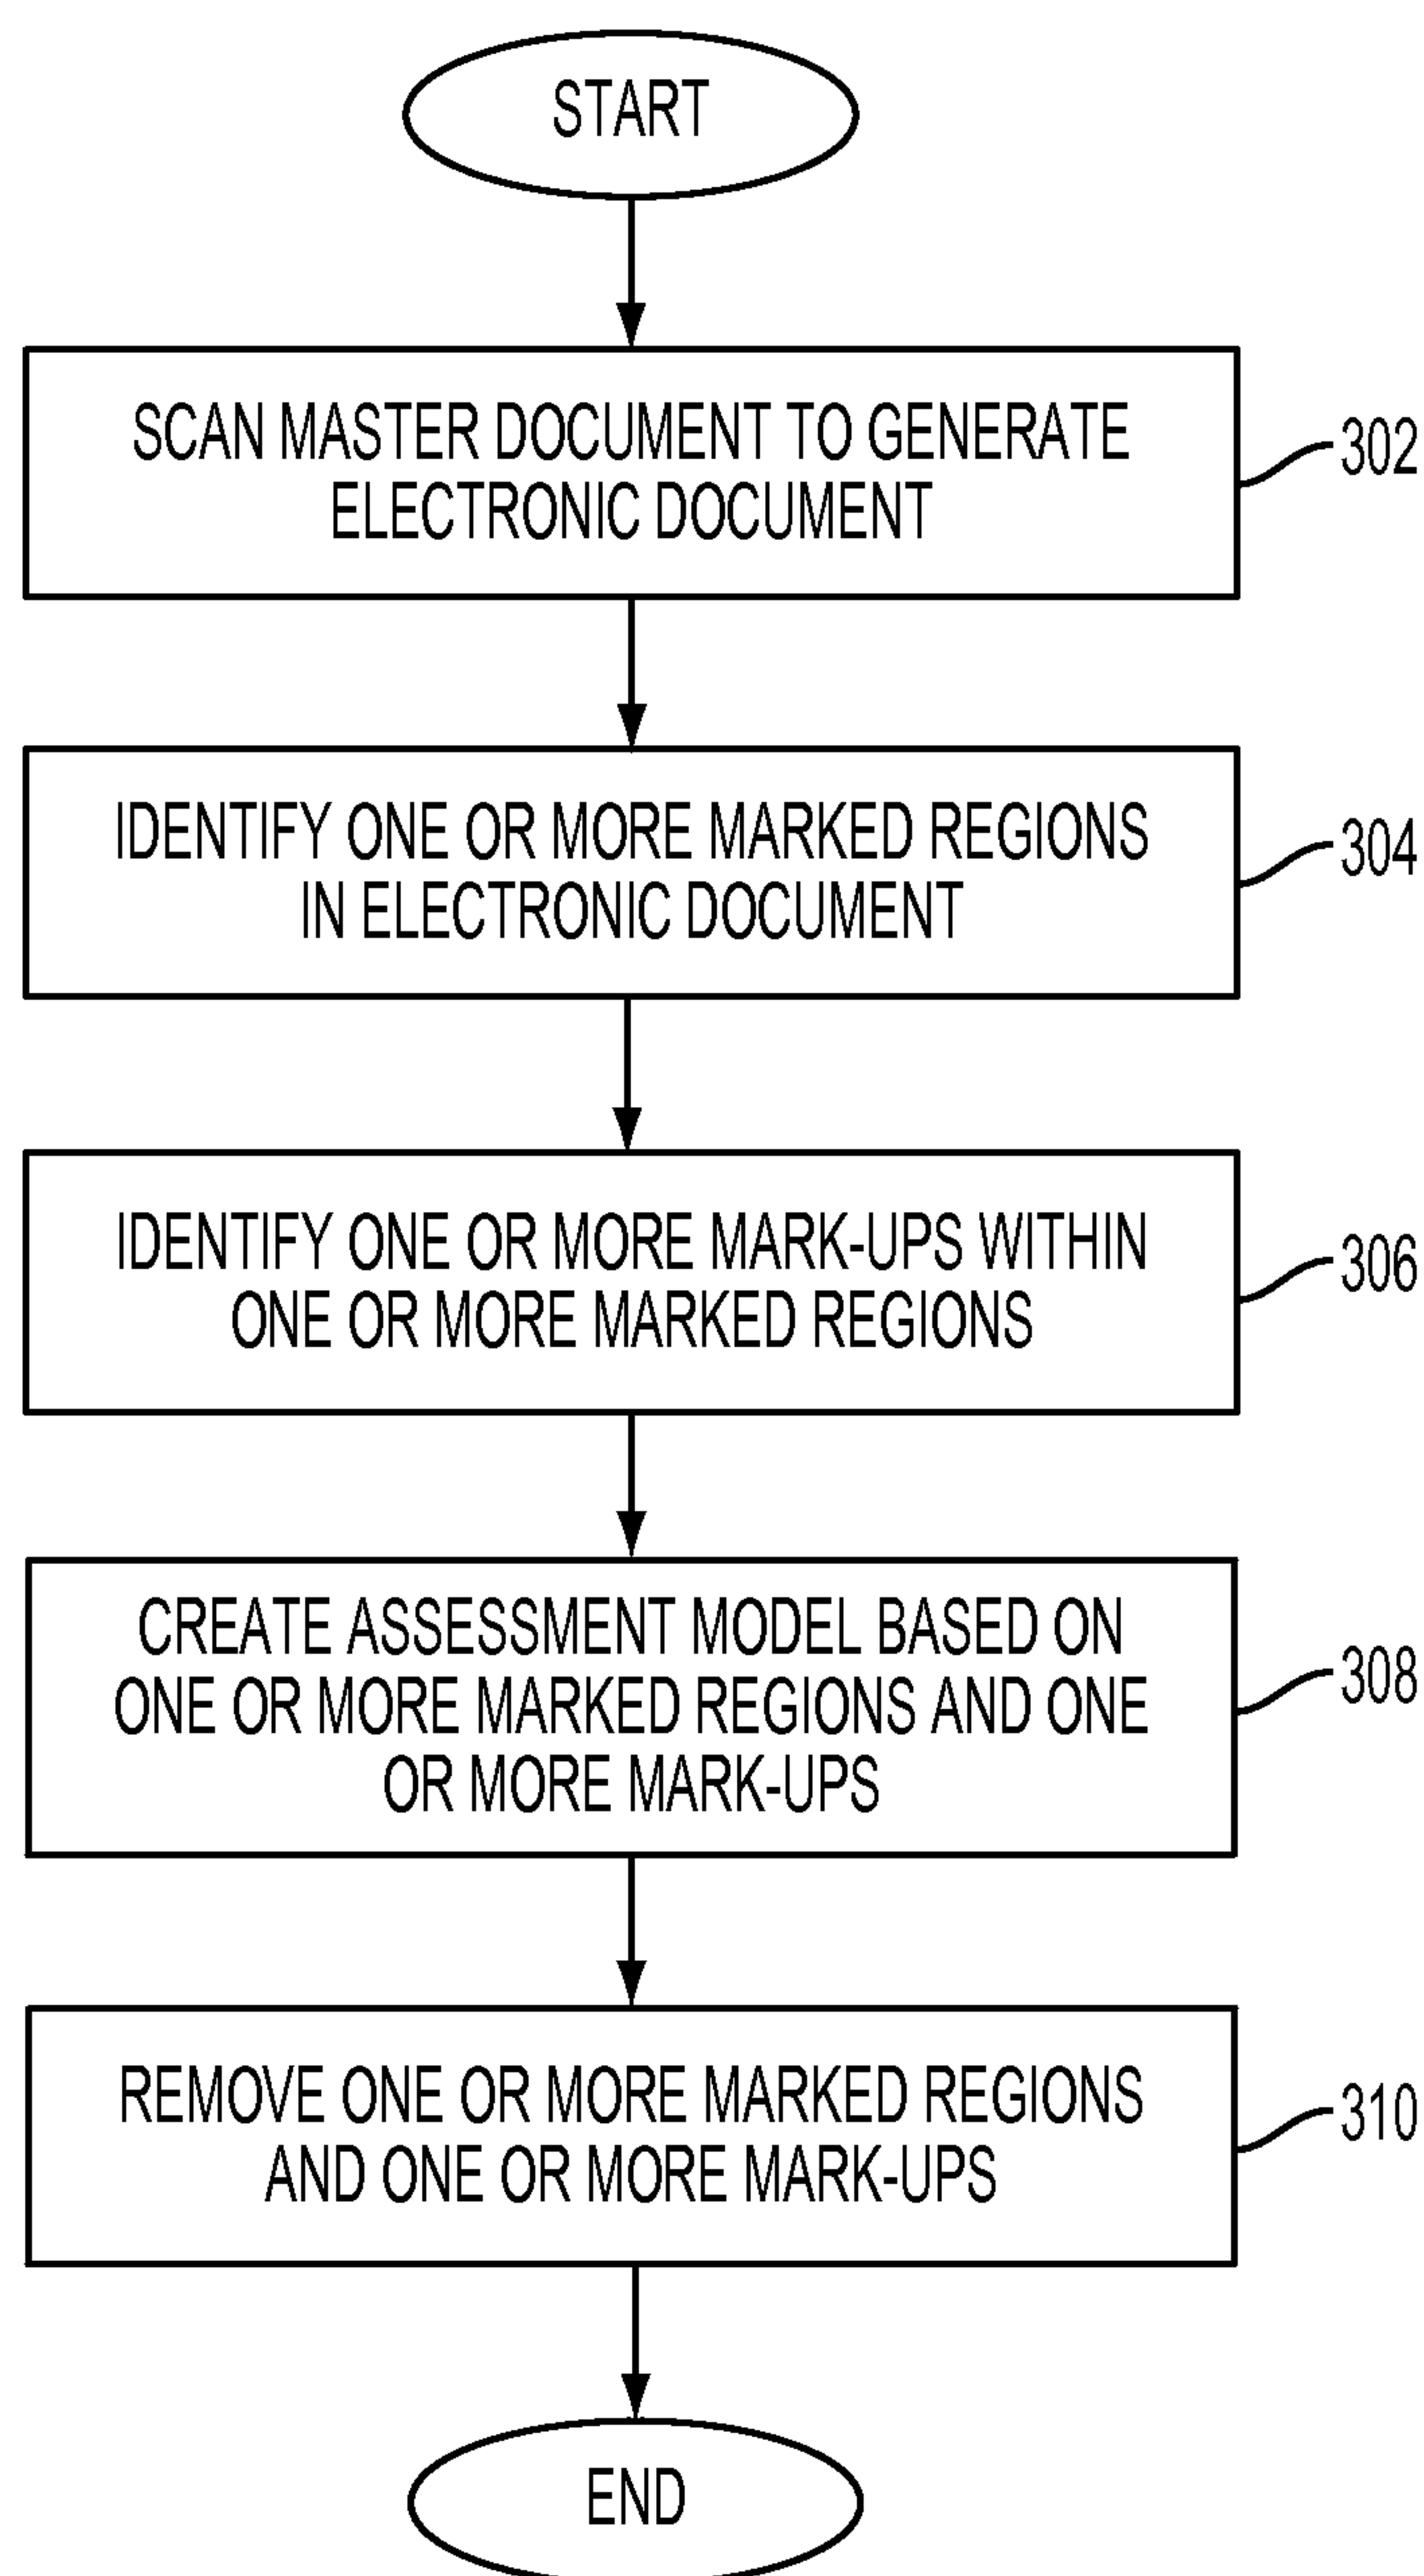 START
SCAN MASTER DOCUMENT TO GENERATE
ELECTRONIC DOCUMENT
302
IDENTIFY ONE OR MORE MARKED REGIONS
IN ELECTRONIC DOCUMENT
304
IDENTIFY ONE OR MORE MARK-UPS WITHIN
ONE OR MORE MARKED REGIONS
306
CREATE ASSESSMENT MODEL BASED ON
ONE OR MORE MARKED REGIONS AND ONE
OR MORE MARK-UPS
308
REMOVE ONE OR MORE MARKED REGIONS
AND ONE OR MORE MARK-UPS
310
END